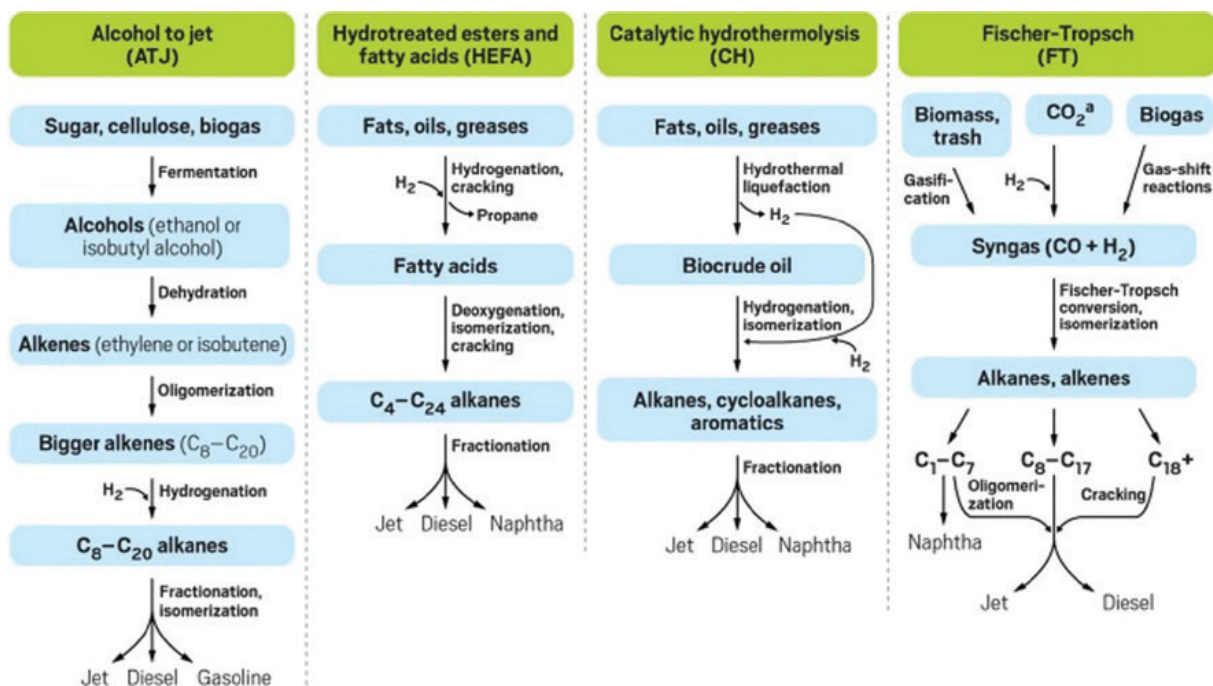 Alcohol to jet
(ATJ)
Sugar, cellulose, biogas
Fermentation
Alcohols (ethanol or
isobutyl alcohol)
Dehydration
Alkenes (ethylene or isobutene)
Oligomerization
Bigger alkenes (C₈–C₂₀)
H₂
Hydrogenation
C₈–C₂₀ alkanes
Fractionation,
isomerization
Jet
Diesel
Gasoline
Hydrotreated esters and
fatty acids (HEFA)
Fats, oils, greases
H₂
Hydrogenation,
cracking
Propane
Fatty acids
Deoxygenation,
isomerization,
cracking
C₄–C₂₄ alkanes
Fractionation
Jet
Diesel
Naphtha
Catalytic hydrothermolysis
(CH)
Fats, oils, greases
Hydrothermal
liquefaction
H₂
Biocrude oil
Hydrogenation,
isomerization
H₂
Alkanes, cycloalkanes,
aromatics
Fractionation
Jet
Diesel
Naphtha
Fischer-Tropsch
(FT)
Biomass,
trash
CO₂ᵃ
Biogas
Gasifi-
cation
H₂
Gas-shift
reactions
Syngas (CO + H₂)
Fischer-Tropsch
conversion,
isomerization
Alkanes, alkenes
C₁–C₇
C₈–C₁₇
C₁₈+
Oligomeri-
zation
Cracking
Naphtha
Jet
Diesel